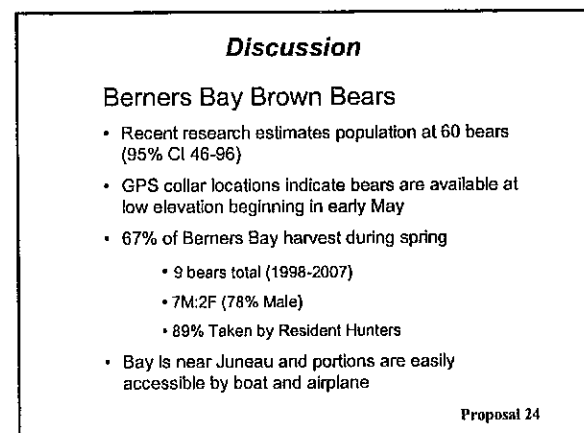 Discussion
Berners Bay Brown Bears
• Recent research estimates population at 60 bears
(95% CI 46-96)
• GPS collar locations indicate bears are available at
low elevation beginning in early May
• 67% of Berners Bay harvest during spring
• 9 bears total (1998-2007)
• 7M:2F (78% Male)
• 89% Taken by Resident Hunters
• Bay is near Juneau and portions are easily
accessible by boat and airplane
Proposal 24